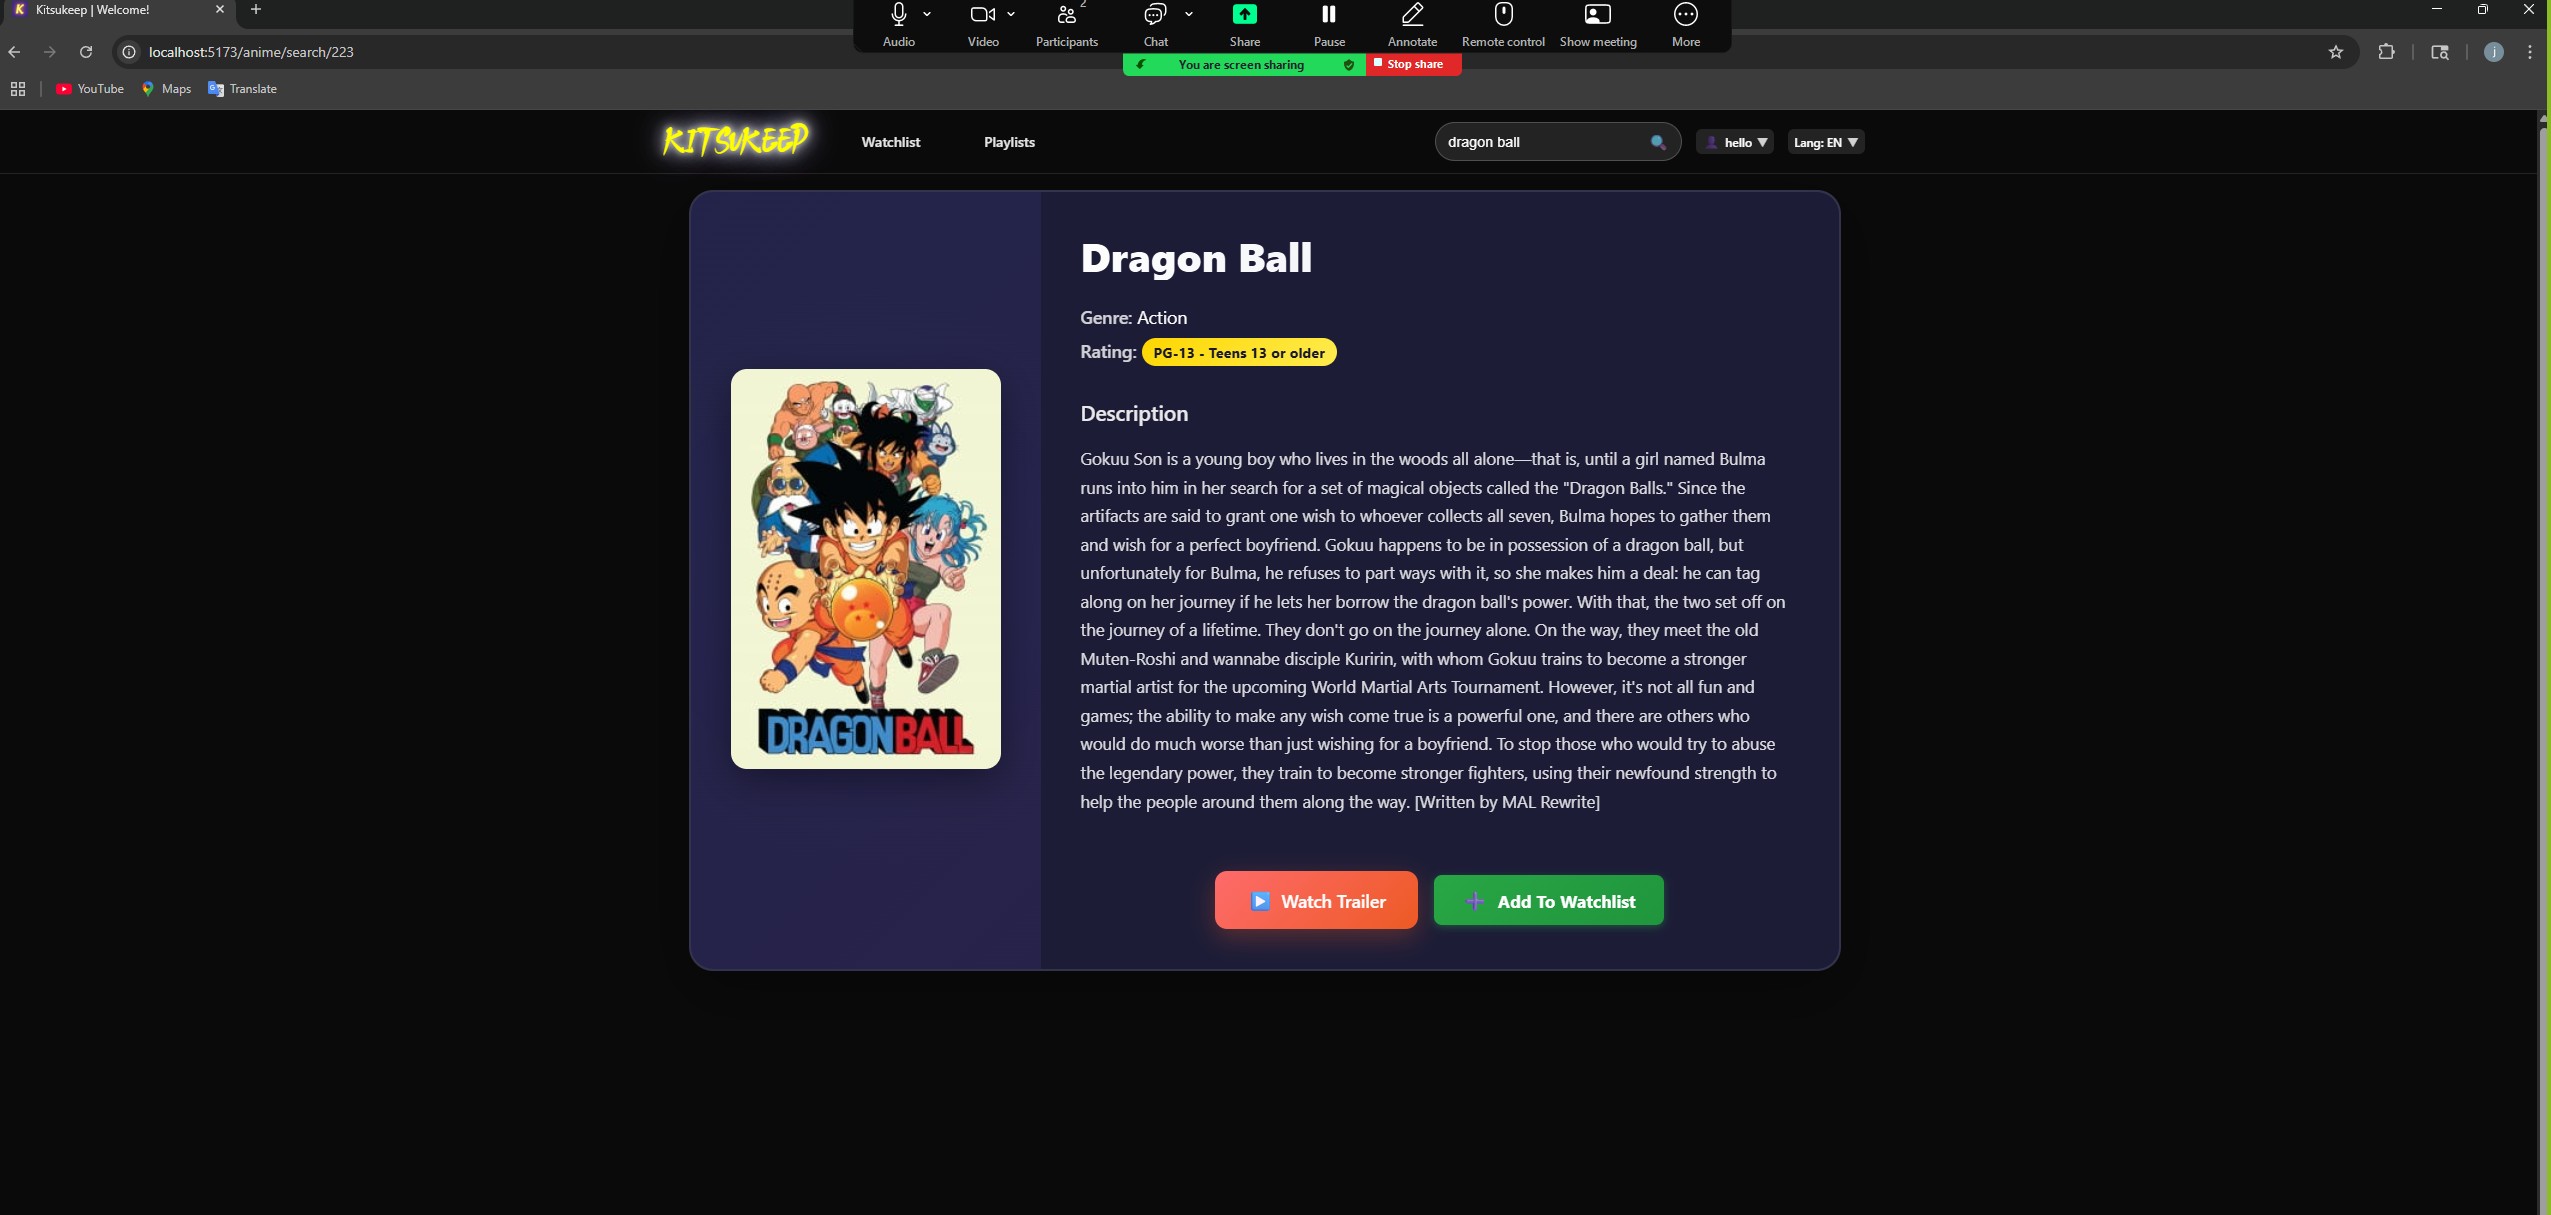 Kitsukeep | Welcome!
2
Audio
Video
Participants
Chat
Share
Pause
Annotate
Remote control
Show meeting
More
localhost:5173/anime/search/223
j
You are screen sharing
Stop share
YouTube
Maps
Translate
KITSUKEEP
Watchlist
Playlists
dragon ball
hello ▼
Lang: EN ▼
Dragon Ball
Genre: Action
Rating: PG-13 - Teens 13 or older
Description
Gokuu Son is a young boy who lives in the woods all alone—that is, until a girl named Bulma
runs into him in her search for a set of magical objects called the "Dragon Balls." Since the
artifacts are said to grant one wish to whoever collects all seven, Bulma hopes to gather them
and wish for a perfect boyfriend. Gokuu happens to be in possession of a dragon ball, but
unfortunately for Bulma, he refuses to part ways with it, so she makes him a deal: he can tag
along on her journey if he lets her borrow the dragon ball's power. With that, the two set off on
the journey of a lifetime. They don't go on the journey alone. On the way, they meet the old
Muten-Roshi and wannabe disciple Kuririn, with whom Gokuu trains to become a stronger
martial artist for the upcoming World Martial Arts Tournament. However, it's not all fun and
games; the ability to make any wish come true is a powerful one, and there are others who
would do much worse than just wishing for a boyfriend. To stop those who would try to abuse
the legendary power, they train to become stronger fighters, using their newfound strength to
help the people around them along the way. [Written by MAL Rewrite]
DRAGON BALL
Watch Trailer
Add To Watchlist